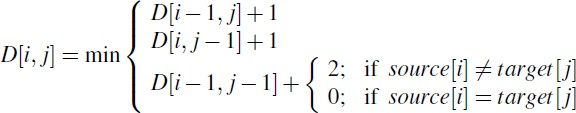 D[i−1, j]+1
D[i, j−1]+1
D[i, j] = min
D[i−1, j−1]+
2; if source[i] ≠ target[j]
0; if source[i] = target[j]